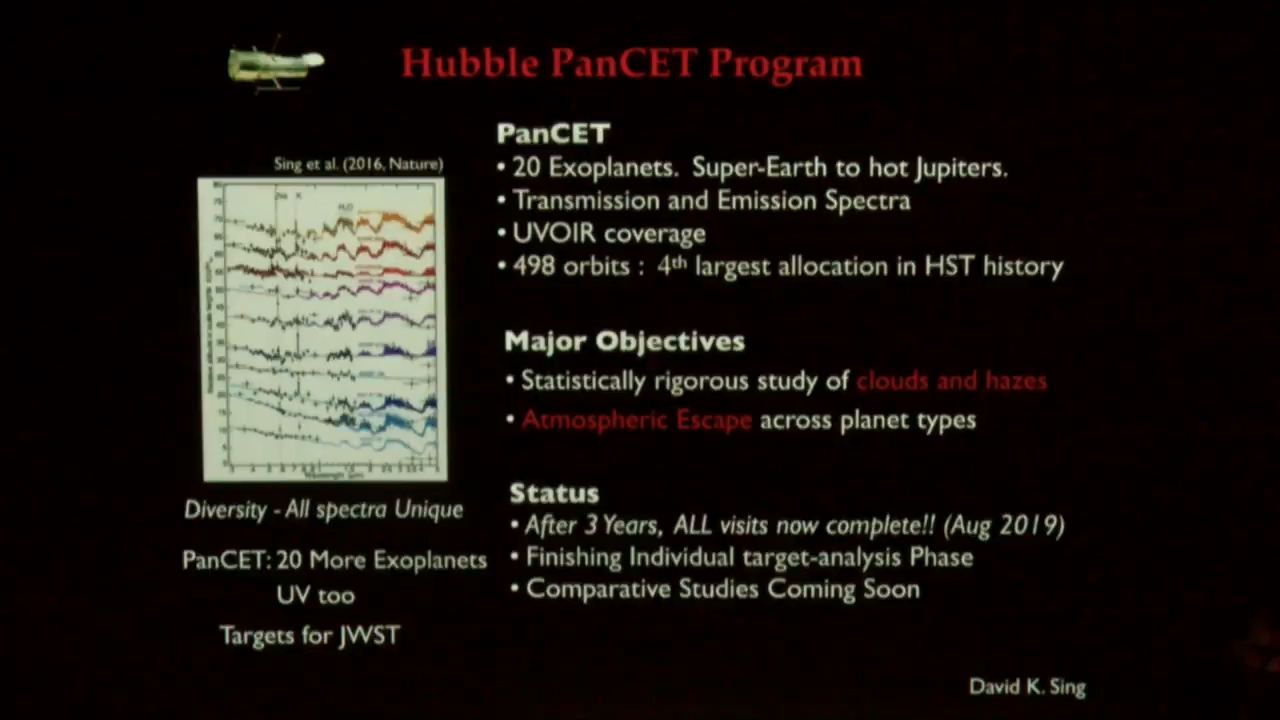 Hubble PanCET Program
Sing et al. (2016, Nature)
Na K
H₂O
Diversity - All spectra Unique
PanCET: 20 More Exoplanets
UV too
Targets for JWST
PanCET
• 20 Exoplanets. Super-Earth to hot Jupiters.
• Transmission and Emission Spectra
• UVOIR coverage
• 498 orbits : 4th largest allocation in HST history
Major Objectives
• Statistically rigorous study of clouds and hazes
• Atmospheric Escape across planet types
Status
• After 3 Years, ALL visits now complete!! (Aug 2019)
• Finishing Individual target-analysis Phase
• Comparative Studies Coming Soon
David K. Sing